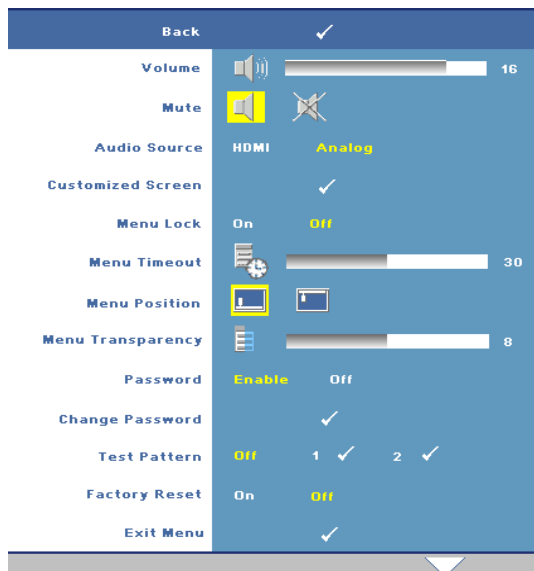 Back
Volume 16
Mute
Audio Source HDMI Analog
Customized Screen
Menu Lock On Off
Menu Timeout 30
Menu Position
Menu Transparency 8
Password Enable Off
Change Password
Test Pattern Off 1 2
Factory Reset On Off
Exit Menu